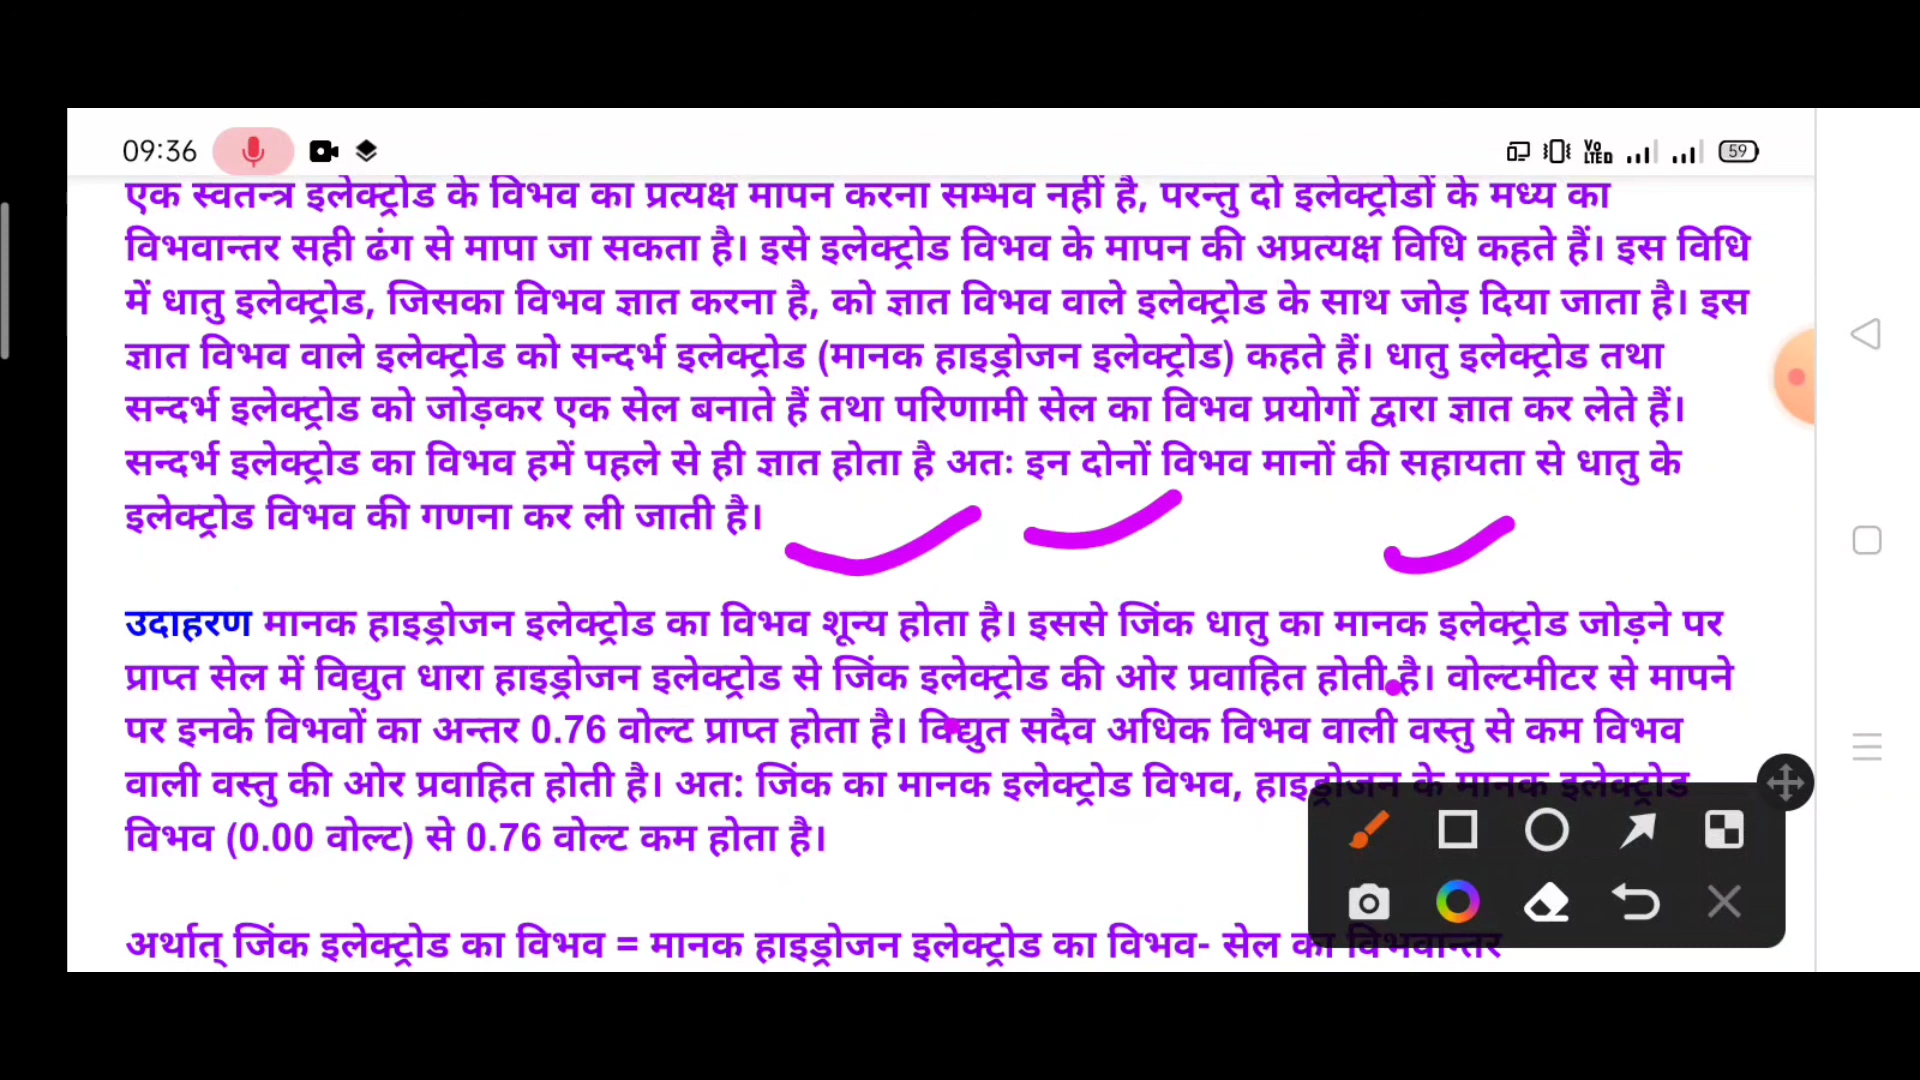 09:36
Vo LTE 59
एक स्वतन्त्र इलेक्ट्रोड के विभव का प्रत्यक्ष मापन करना सम्भव नहीं है, परन्तु दो इलेक्ट्रोडों के मध्य का
विभवान्तर सही ढंग से मापा जा सकता है। इसे इलेक्ट्रोड विभव के मापन की अप्रत्यक्ष विधि कहते हैं। इस विधि
में धातु इलेक्ट्रोड, जिसका विभव ज्ञात करना है, को ज्ञात विभव वाले इलेक्ट्रोड के साथ जोड़ दिया जाता है। इस
ज्ञात विभव वाले इलेक्ट्रोड को सन्दर्भ इलेक्ट्रोड (मानक हाइड्रोजन इलेक्ट्रोड) कहते हैं। धातु इलेक्ट्रोड तथा
सन्दर्भ इलेक्ट्रोड को जोड़कर एक सेल बनाते हैं तथा परिणामी सेल का विभव प्रयोगों द्वारा ज्ञात कर लेते हैं।
सन्दर्भ इलेक्ट्रोड का विभव हमें पहले से ही ज्ञात होता है अतः इन दोनों विभव मानों की सहायता से धातु के
इलेक्ट्रोड विभव की गणना कर ली जाती है।
उदाहरण मानक हाइड्रोजन इलेक्ट्रोड का विभव शून्य होता है। इससे जिंक धातु का मानक इलेक्ट्रोड जोड़ने पर
प्राप्त सेल में विद्युत धारा हाइड्रोजन इलेक्ट्रोड से जिंक इलेक्ट्रोड की ओर प्रवाहित होती है। वोल्टमीटर से मापने
पर इनके विभवों का अन्तर 0.76 वोल्ट प्राप्त होता है। विद्युत सदैव अधिक विभव वाली वस्तु से कम विभव
वाली वस्तु की ओर प्रवाहित होती है। अत: जिंक का मानक इलेक्ट्रोड विभव, हाइड्रोजन के मानक इलेक्ट्रोड
विभव (0.00 वोल्ट) से 0.76 वोल्ट कम होता है।
अर्थात् जिंक इलेक्ट्रोड का विभव = मानक हाइड्रोजन इलेक्ट्रोड का विभव- सेल का विभवान्तर